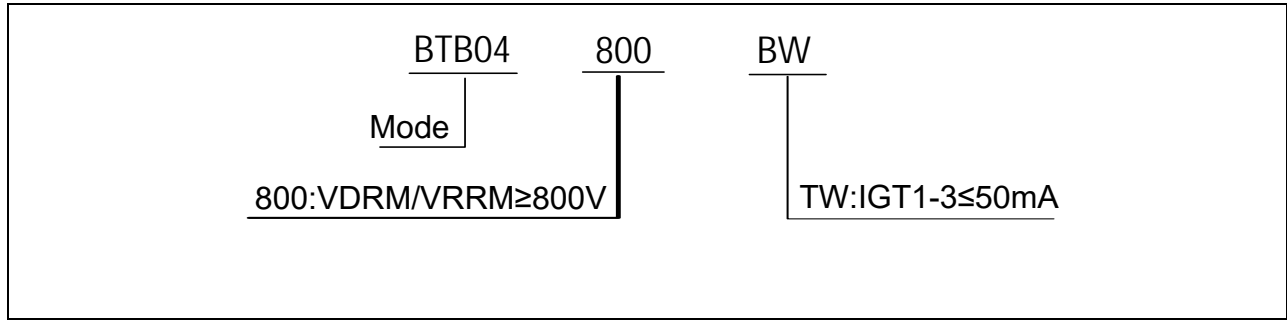 BTB04 800 BW
Mode
800:VDRM/VRRM≥800V TW:IGT1-3≤50mA